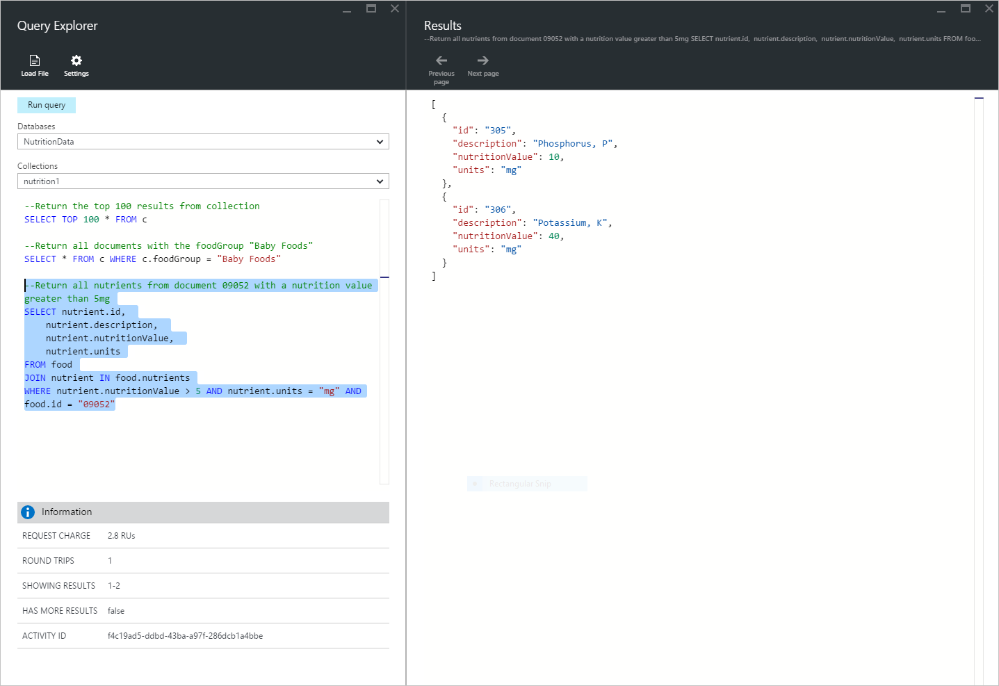 Query Explorer
Load File
Settings
Run query
Databases
NutritionData
Collections
nutrition1
--Return the top 100 results from collection
SELECT TOP 100 * FROM c
--Return all documents with the foodGroup "Baby Foods"
SELECT * FROM c WHERE c.foodGroup = "Baby Foods"
--Return all nutrients from document 09052 with a nutrition value
greater than 5mg
SELECT nutrient.id,
nutrient.description,
nutrient.nutritionValue,
nutrient.units
FROM food
JOIN nutrient IN food.nutrients
WHERE nutrient.nutritionValue > 5 AND nutrient.units = "mg" AND
food.id = "09052"
Information
REQUEST CHARGE 2.8 RUs
ROUND TRIPS 1
SHOWING RESULTS 1-2
HAS MORE RESULTS false
ACTIVITY ID f4c19ad5-ddbd-43ba-a97f-286dcb1a4bbe
Results
--Return all nutrients from document 09052 with a nutrition value greater than 5mg SELECT nutrient.id, nutrient.description, nutrient.nutritionValue, nutrient.units FROM foo...
Previous
page
Next page
[
{
"id": "305",
"description": "Phosphorus, P",
"nutritionValue": 10,
"units": "mg"
},
{
"id": "306",
"description": "Potassium, K",
"nutritionValue": 40,
"units": "mg"
}
]
Rectangular Snip